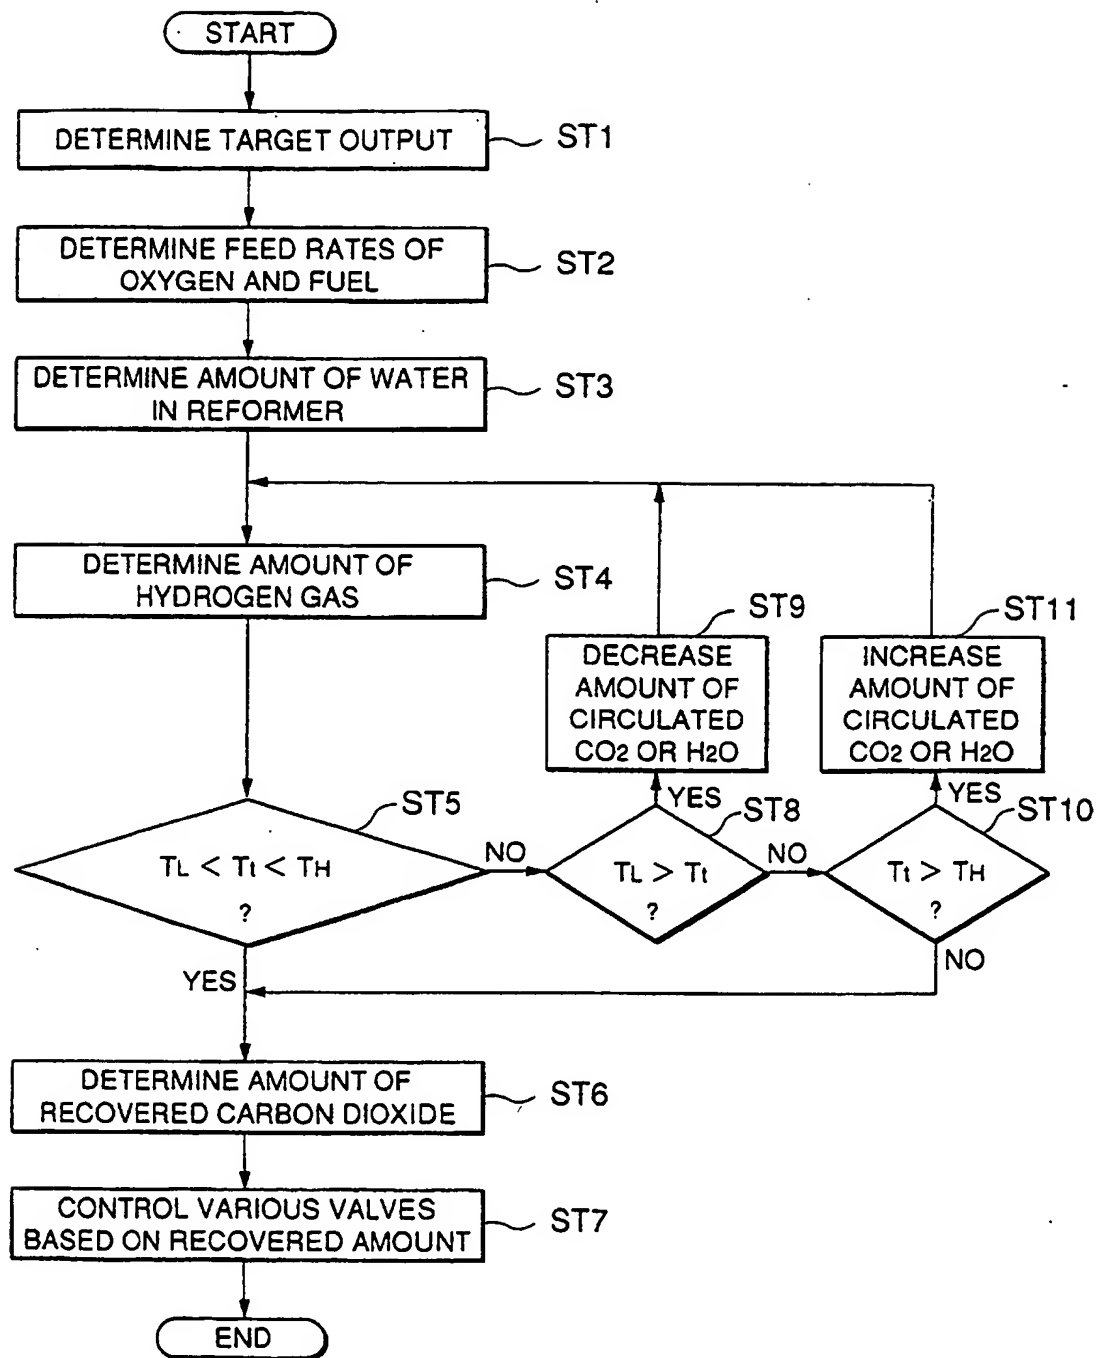 START
DETERMINE TARGET OUTPUT
ST1
DETERMINE FEED RATES OF
OXYGEN AND FUEL
ST2
DETERMINE AMOUNT OF WATER
IN REFORMER
ST3
DETERMINE AMOUNT OF
HYDROGEN GAS
ST4
ST9
DECREASE
AMOUNT OF
CIRCULATED
CO2 OR H2O
ST11
INCREASE
AMOUNT OF
CIRCULATED
CO2 OR H2O
ST5
TL < Tt < TH
?
NO
YES
ST8
TL > Tt
?
NO
YES
ST10
Tt > TH
?
NO
YES
DETERMINE AMOUNT OF
RECOVERED CARBON DIOXIDE
ST6
CONTROL VARIOUS VALVES
BASED ON RECOVERED AMOUNT
ST7
END